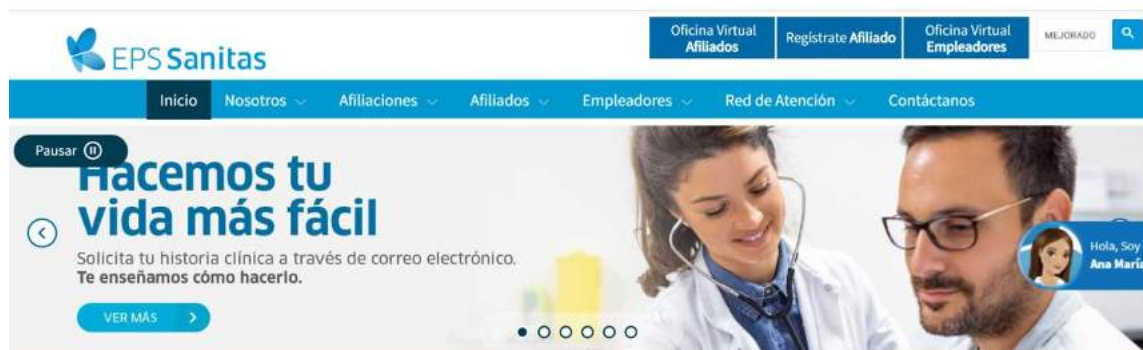 Oficina Virtual
Afiliados
Regístrate Afiliado
Oficina Virtual
Empleadores
MEJORADO
EPS Sanitas
Inicio
Nosotros
Afiliaciones
Afiliados
Empleadores
Red de Atención
Contáctanos
Pausar
Hacemos tu
vida más fácil
Solicita tu historia clínica a través de correo electrónico.
Te enseñamos cómo hacerlo.
VER MÁS
Hola, Soy
Ana María